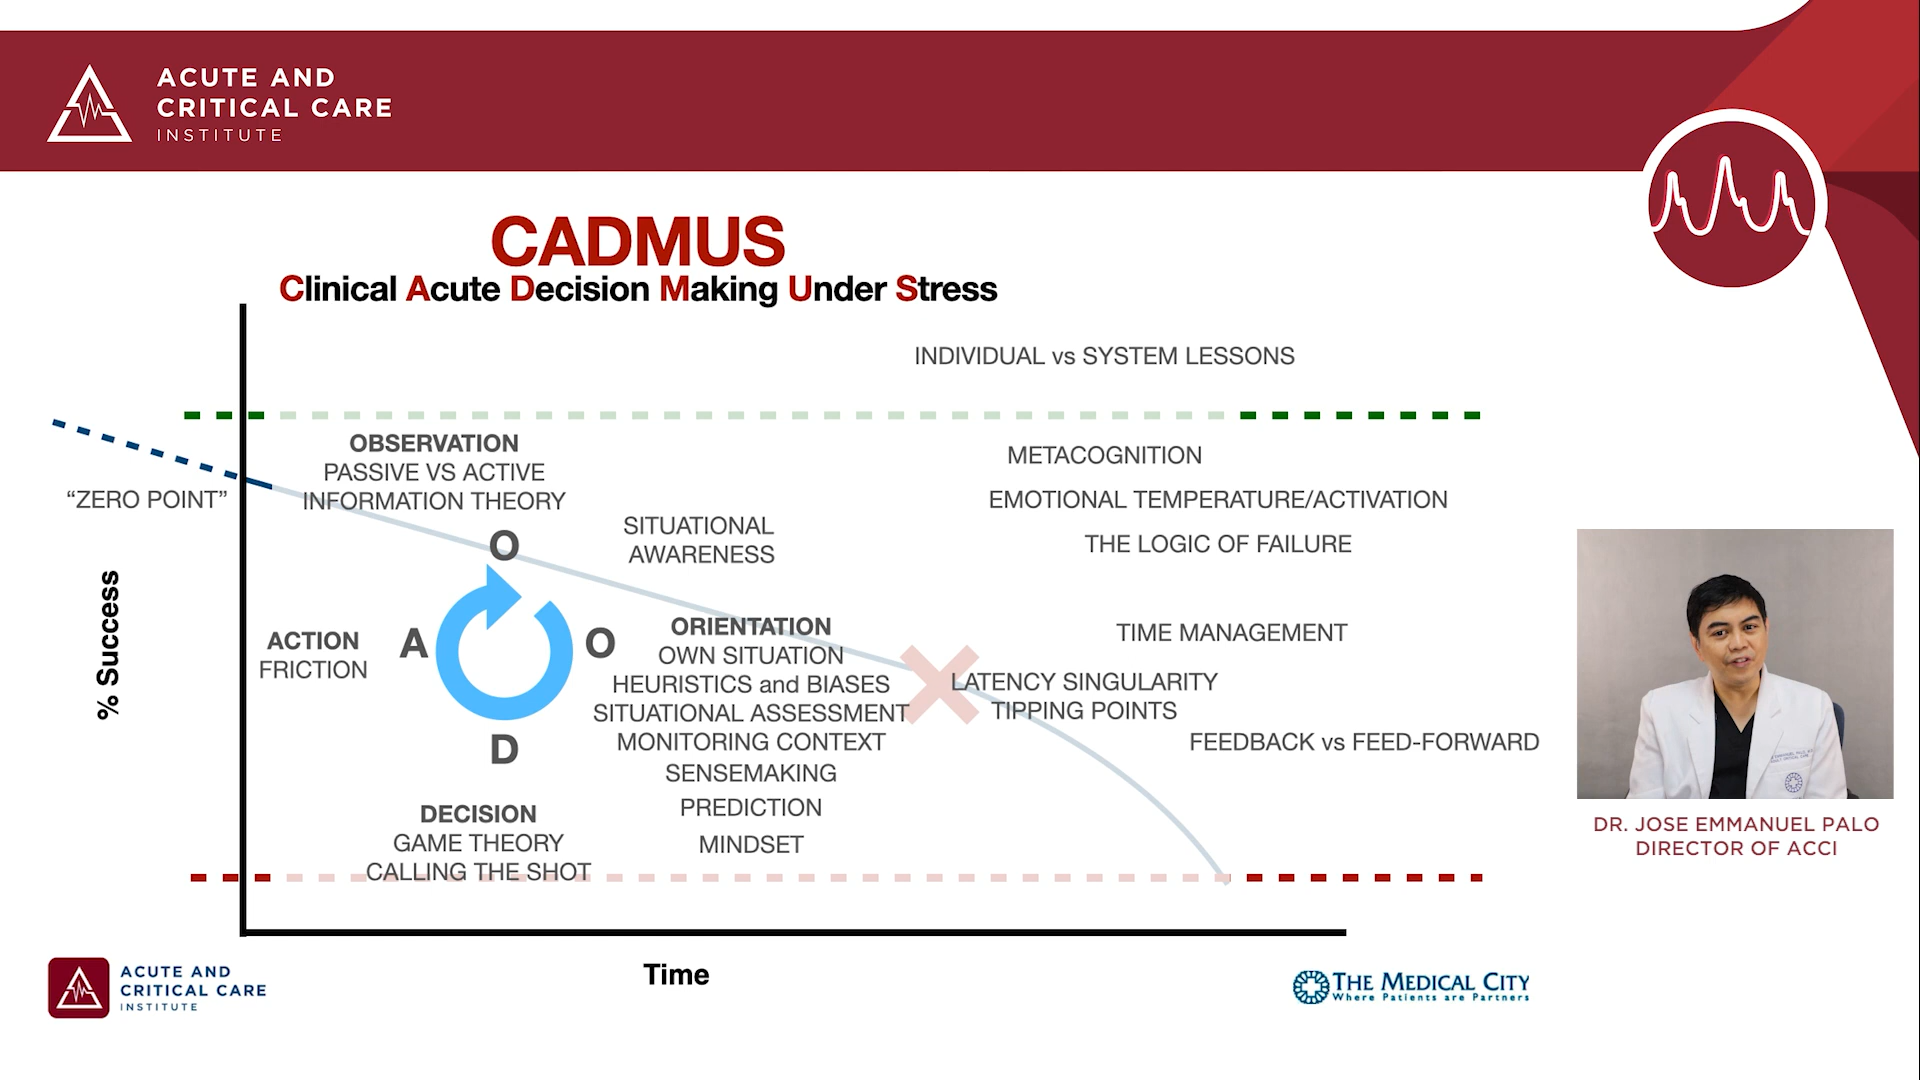 ACUTE AND
CRITICAL CARE
INSTITUTE
CADMUS
Clinical Acute Decision Making Under Stress
INDIVIDUAL vs SYSTEM LESSONS
OBSERVATION
PASSIVE VS ACTIVE
INFORMATION THEORY
"ZERO POINT"
SITUATIONAL
AWARENESS
METACOGNITION
EMOTIONAL TEMPERATURE/ACTIVATION
THE LOGIC OF FAILURE
O
A
O
D
ACTION
FRICTION
ORIENTATION
OWN SITUATION
HEURISTICS and BIASES
SITUATIONAL ASSESSMENT
MONITORING CONTEXT
SENSEMAKING
PREDICTION
MINDSET
TIME MANAGEMENT
LATENCY SINGULARITY
TIPPING POINTS
FEEDBACK vs FEED-FORWARD
DECISION
GAME THEORY
CALLING THE SHOT
% Success
Time
DR. JOSE EMMANUEL PALO
DIRECTOR OF ACCI
ACUTE AND
CRITICAL CARE
INSTITUTE
THE MEDICAL CITY
Where Patients are Partners